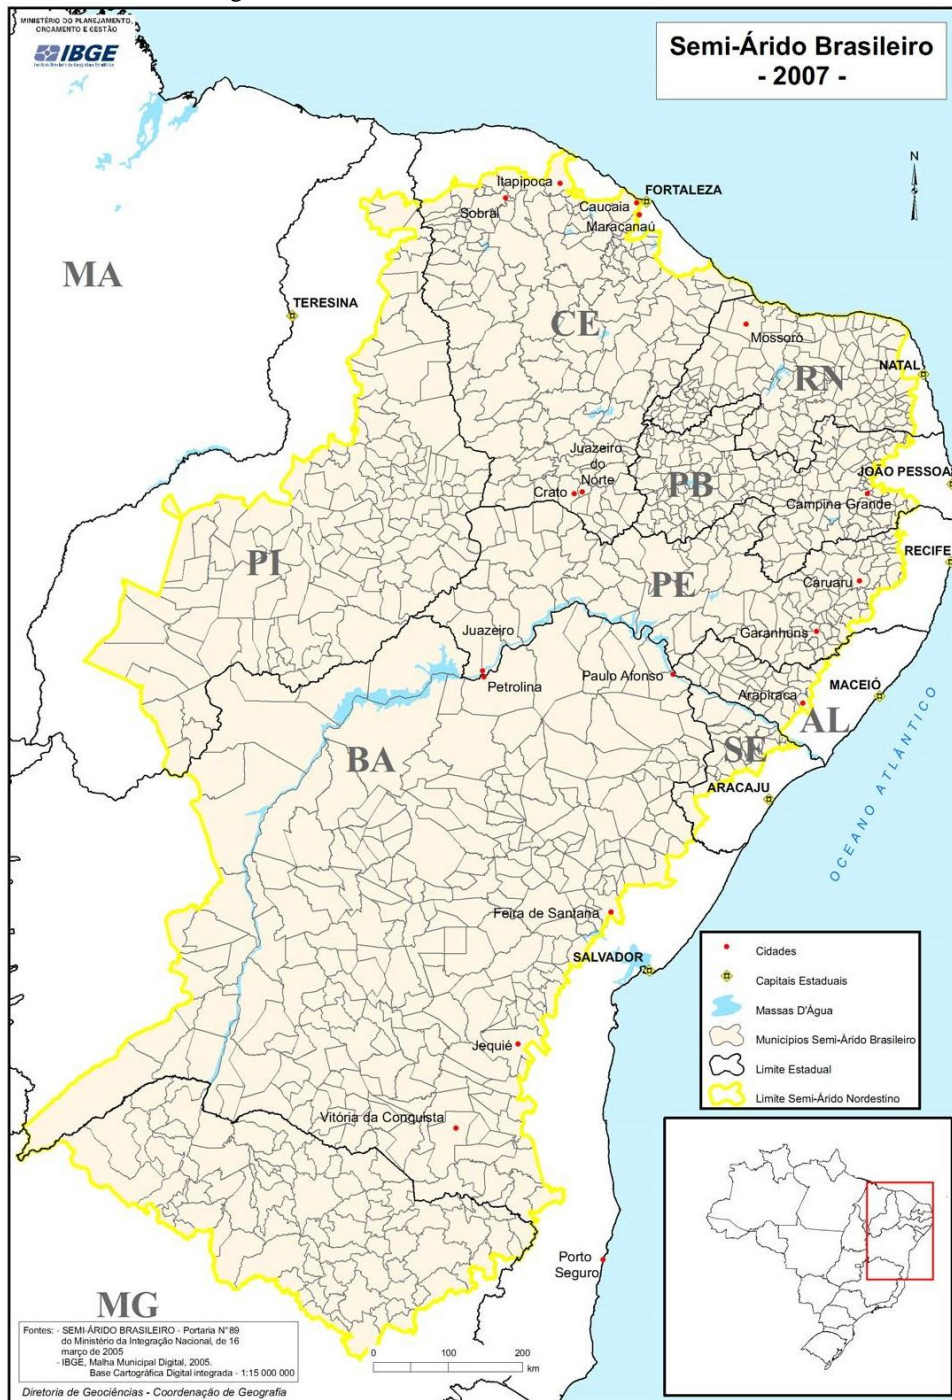 MINISTÉRIO DO PLANEJAMENTO,
ORÇAMENTO E GESTÃO
IBGE
Instituto Brasileiro de Geografia e Estatística
Semi-Árido Brasileiro
- 2007 -
N
Itapipoca
Sobral
FORTALEZA
Caucaia
Maracanaú
MA
TERESINA
CE
Mossoró
RN
NATAL
Juazeiro
do
Norte
Crato
PB
JOÃO PESSOA
Campina Grande
PI
PE
RECIFE
Caruaru
Garanhuns
Juazeiro
Petrolina
Paulo Afonso
Arapiraca
MACEIÓ
AL
SE
BA
ARACAJU
OCEANO ATLÂNTICO
Feira de Santana
SALVADOR
Jequié
Vitória da Conquista
Porto
Seguro
MG
Cidades
Capitais Estaduais
Massas D'Água
Municípios Semi-Árido Brasileiro
Limite Estadual
Limite Semi-Árido Nordestino
Fontes: - SEMI-ÁRIDO BRASILEIRO - Portaria N° 89
do Ministério da Integração Nacional, de 16
março de 2005
- IBGE, Malha Municipal Digital, 2005.
Base Cartográfica Digital integrada - 1:15 000 000
0 100 200
km
Diretoria de Geociências - Coordenação de Geografia